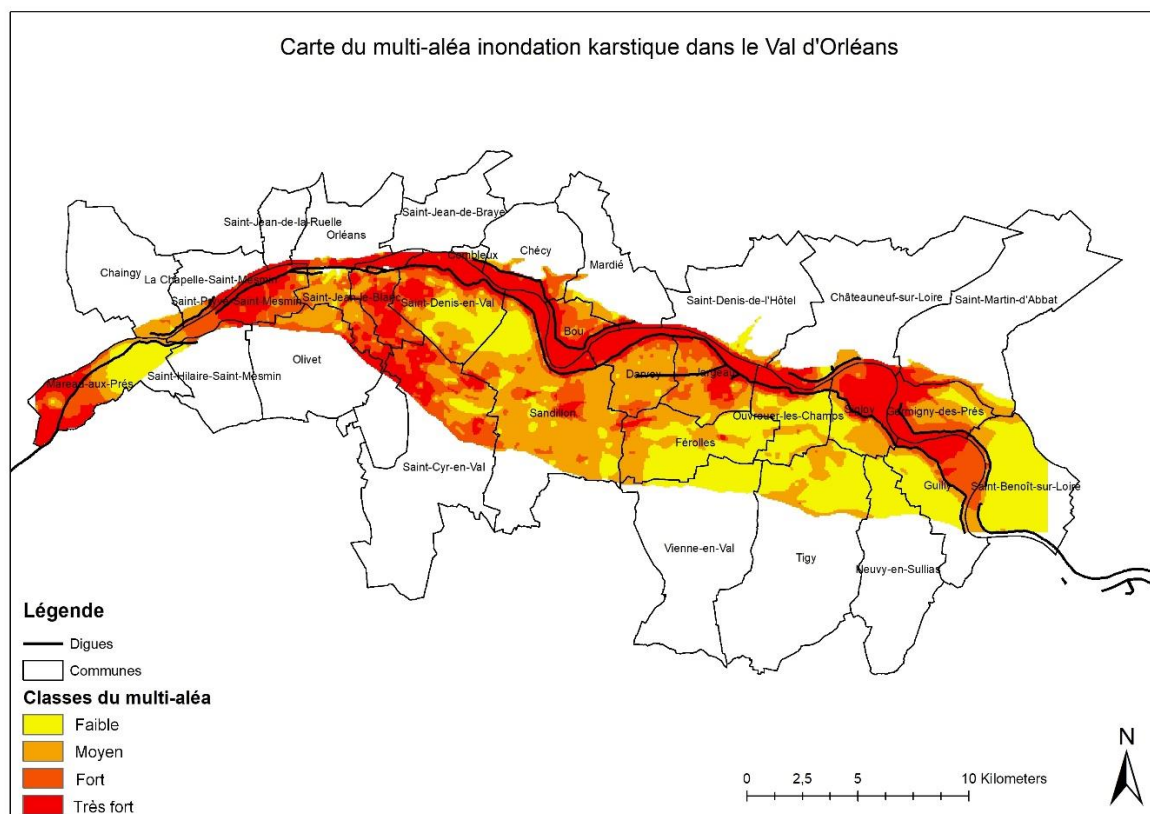 Carte du multi-aléa inondation karstique dans le Val d'Orléans
Saint-Jean-de-la-Ruelle
Saint-Jean-de-Braye
Orléans
Chécy
Combleux
Mardié
Chaingy
La Chapelle-Saint-Mesmin
Saint-Pryvé-Saint-Mesmin
Saint-Jean-le-Blanc
Saint-Denis-en-Val
Saint-Denis-de-l'Hôtel
Châteauneuf-sur-Loire
Saint-Martin-d'Abbat
Bou
Olivet
Mareau-aux-Prés
Saint-Hilaire-Saint-Mesmin
Darvoy
Jargeau
Sandillon
Ouvrouer-les-Champs
Sigloy
Germigny-des-Prés
Férolles
Saint-Cyr-en-Val
Guilly
Saint-Benoît-sur-Loire
Vienne-en-Val
Tigy
Neuvy-en-Sullias
Légende
Digues
Communes
Classes du multi-aléa
Faible
Moyen
Fort
Très fort
0 2,5 5 10 Kilometers
N